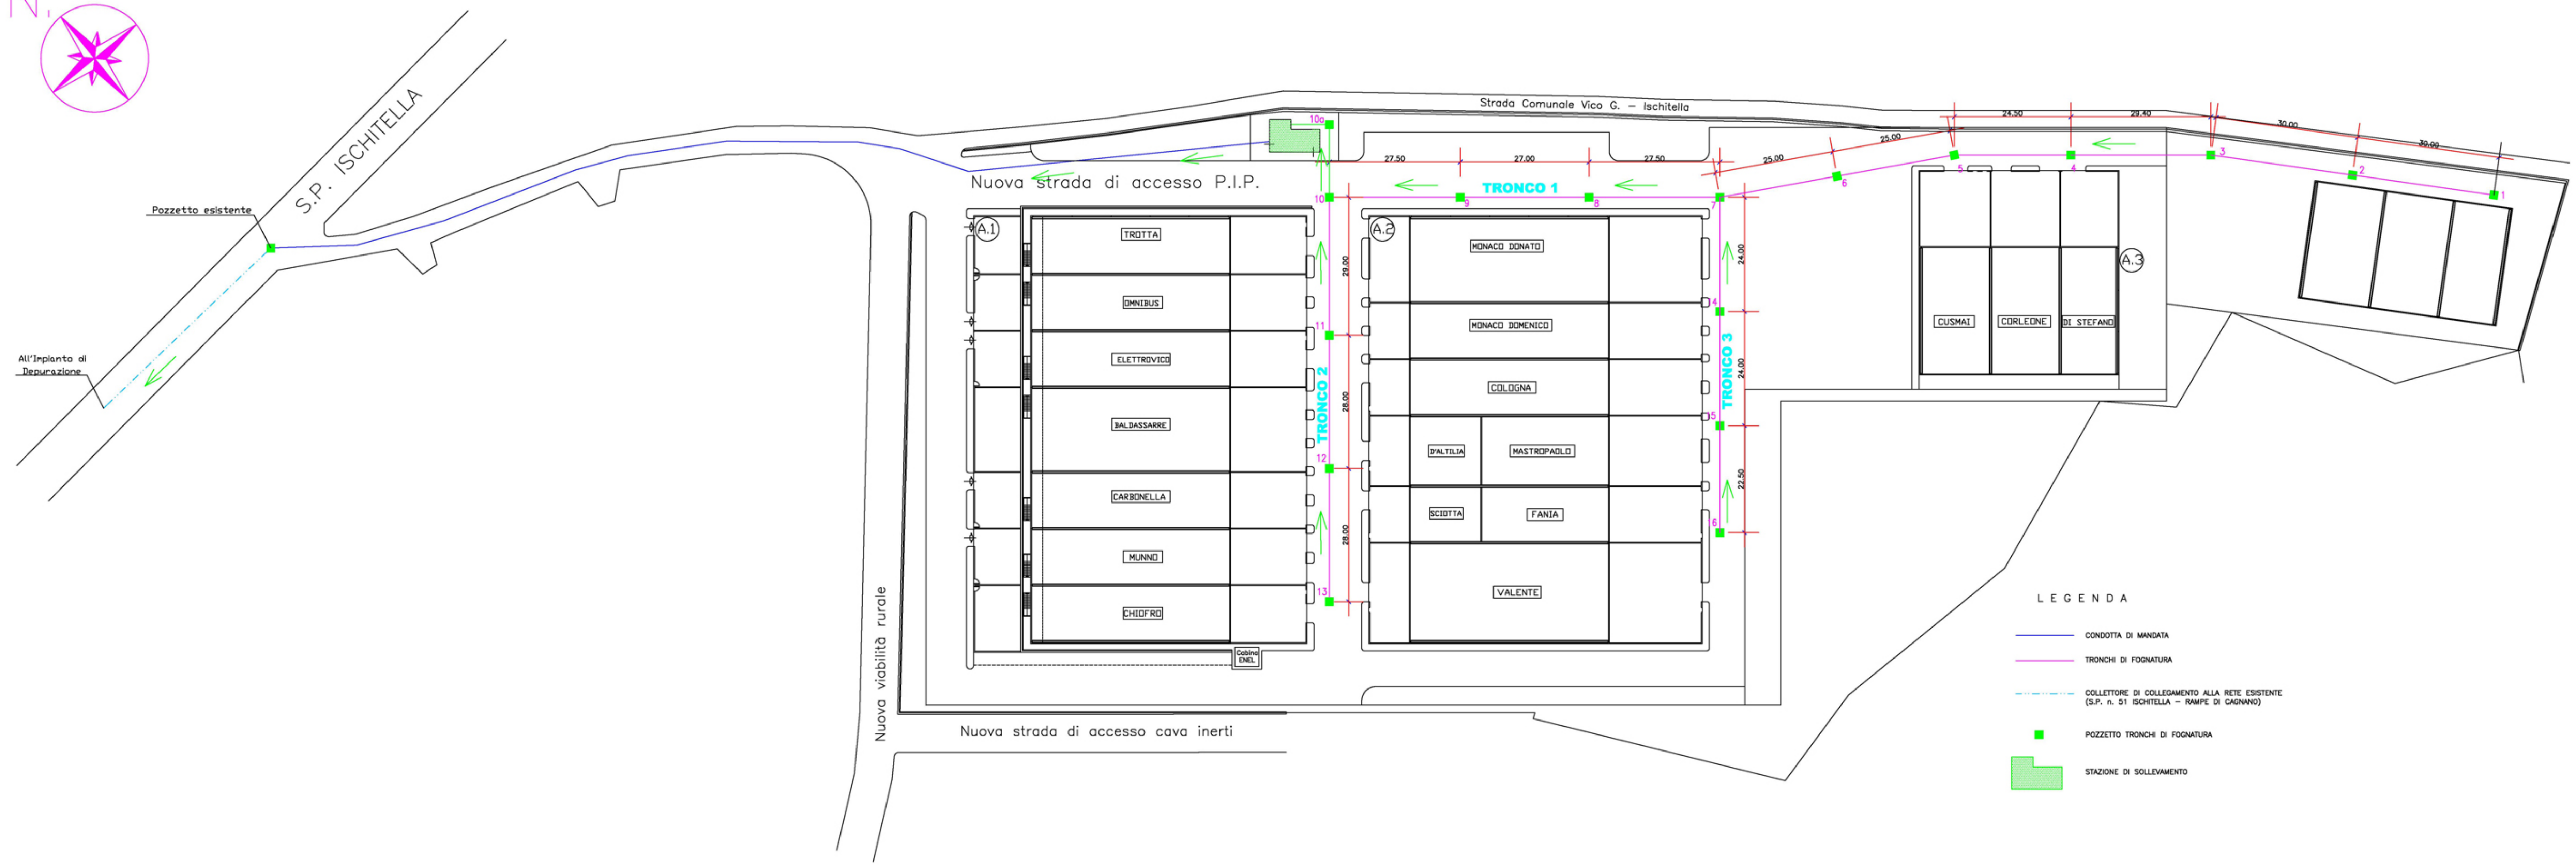 N.
S.P. ISCHITELLA
Pozzetto esistente
All'Impianto di
Depurazione
Strada Comunale Vico G. – Ischitella
Nuova strada di accesso P.I.P.
10a
27.50
27.00
27.50
25.00
25.00
24.50
29.40
30.00
30.00
TRONCO 1
10
9
8
7
6
5
4
3
2
1
A.1
TROTTA
OMNIBUS
ELETTROVICO
BALDASSARRE
CARBONELLA
MUNNO
CHIOFRO
Cabina
ENEL
TRONCO 2
11
12
13
29.00
28.00
28.00
A.2
MONACO DONATO
MONACO DOMENICO
COLOGNA
D'ALTILIA
MASTROPAOLO
SCIOTTA
FANIA
VALENTE
TRONCO 3
14
15
16
24.00
24.00
22.50
A.3
CUSMAI
CORLEONE
DI STEFANO
Nuova viabilità rurale
Nuova strada di accesso cava inerti
LEGENDA
CONDOTTA DI MANDATA
TRONCHI DI FOGNATURA
COLLETTORE DI COLLEGAMENTO ALLA RETE ESISTENTE
(S.P. n. 51 ISCHITELLA – RAMPE DI CAGNANO)
POZZETTO TRONCHI DI FOGNATURA
STAZIONE DI SOLLEVAMENTO